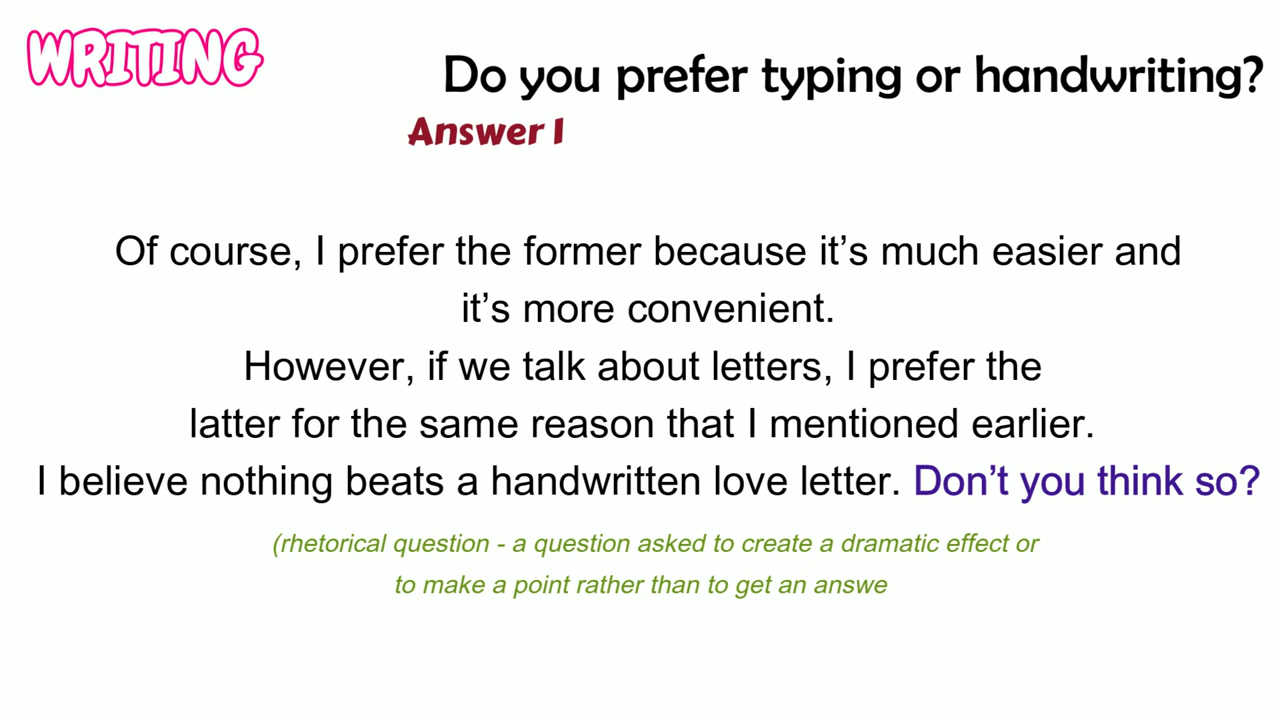 WRITING
Do you prefer typing or handwriting?
Answer 1
Of course, I prefer the former because it’s much easier and
it’s more convenient.
However, if we talk about letters, I prefer the
latter for the same reason that I mentioned earlier.
I believe nothing beats a handwritten love letter. Don’t you think so?
(rhetorical question - a question asked to create a dramatic effect or
to make a point rather than to get an answe